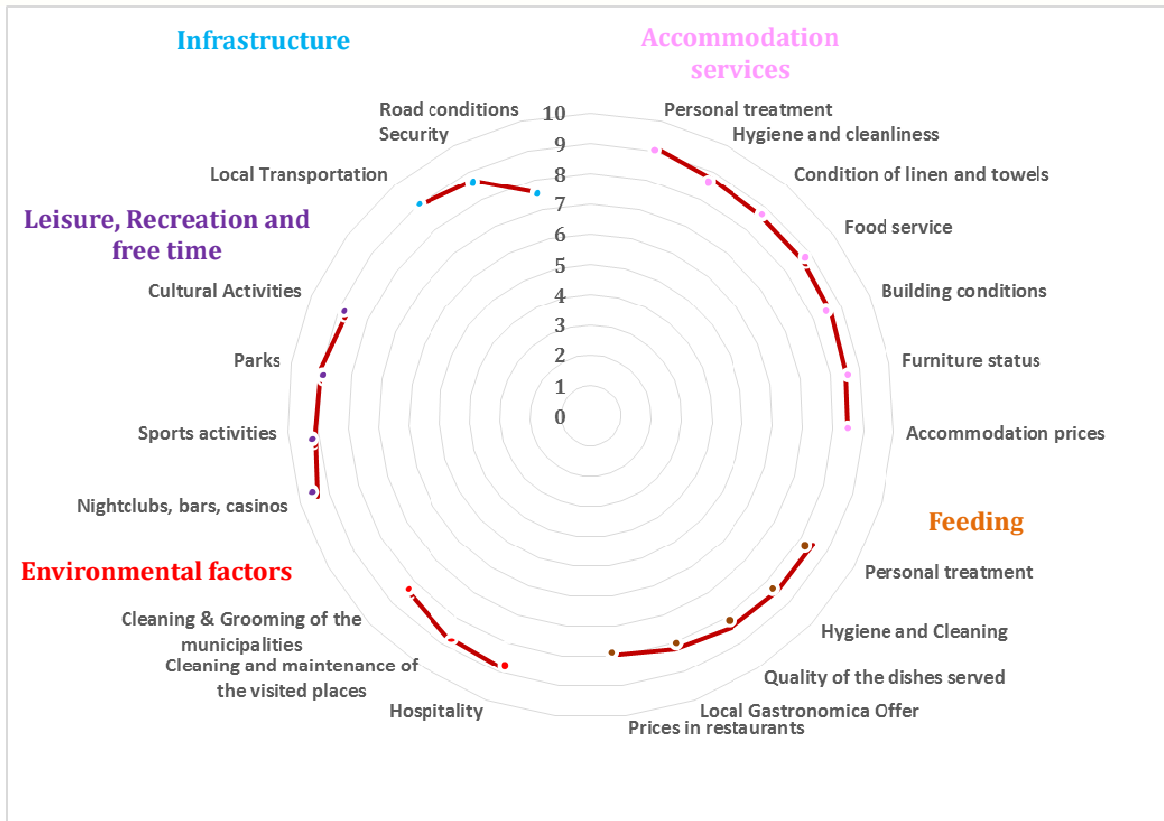 Infrastructure
Accommodation
services
Road conditions
Security
Local Transportation
10
9
8
7
6
5
4
3
2
1
0
Personal treatment
Hygiene and cleanliness
Condition of linen and towels
Food service
Building conditions
Furniture status
Accommodation prices
Leisure, Recreation and
free time
Cultural Activities
Parks
Sports activities
Nightclubs, bars, casinos
Feeding
Personal treatment
Hygiene and Cleaning
Quality of the dishes served
Local Gastronomica Offer
Prices in restaurants
Environmental factors
Cleaning & Grooming of the
municipalities
Cleaning and maintenance of
the visited places
Hospitality